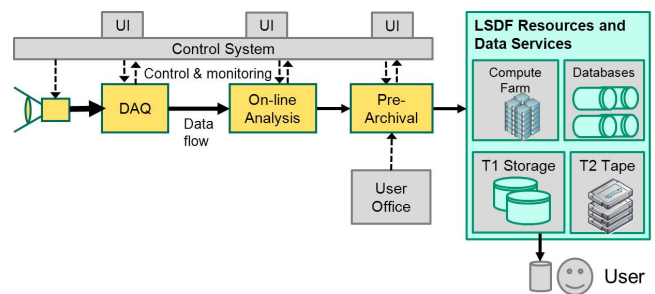 UI
UI
UI
Control System
Control & monitoring
DAQ
Data
flow
On-line
Analysis
Pre-
Archival
User
Office
LSDF Resources and
Data Services
Compute
Farm
Databases
T1 Storage
T2 Tape
User